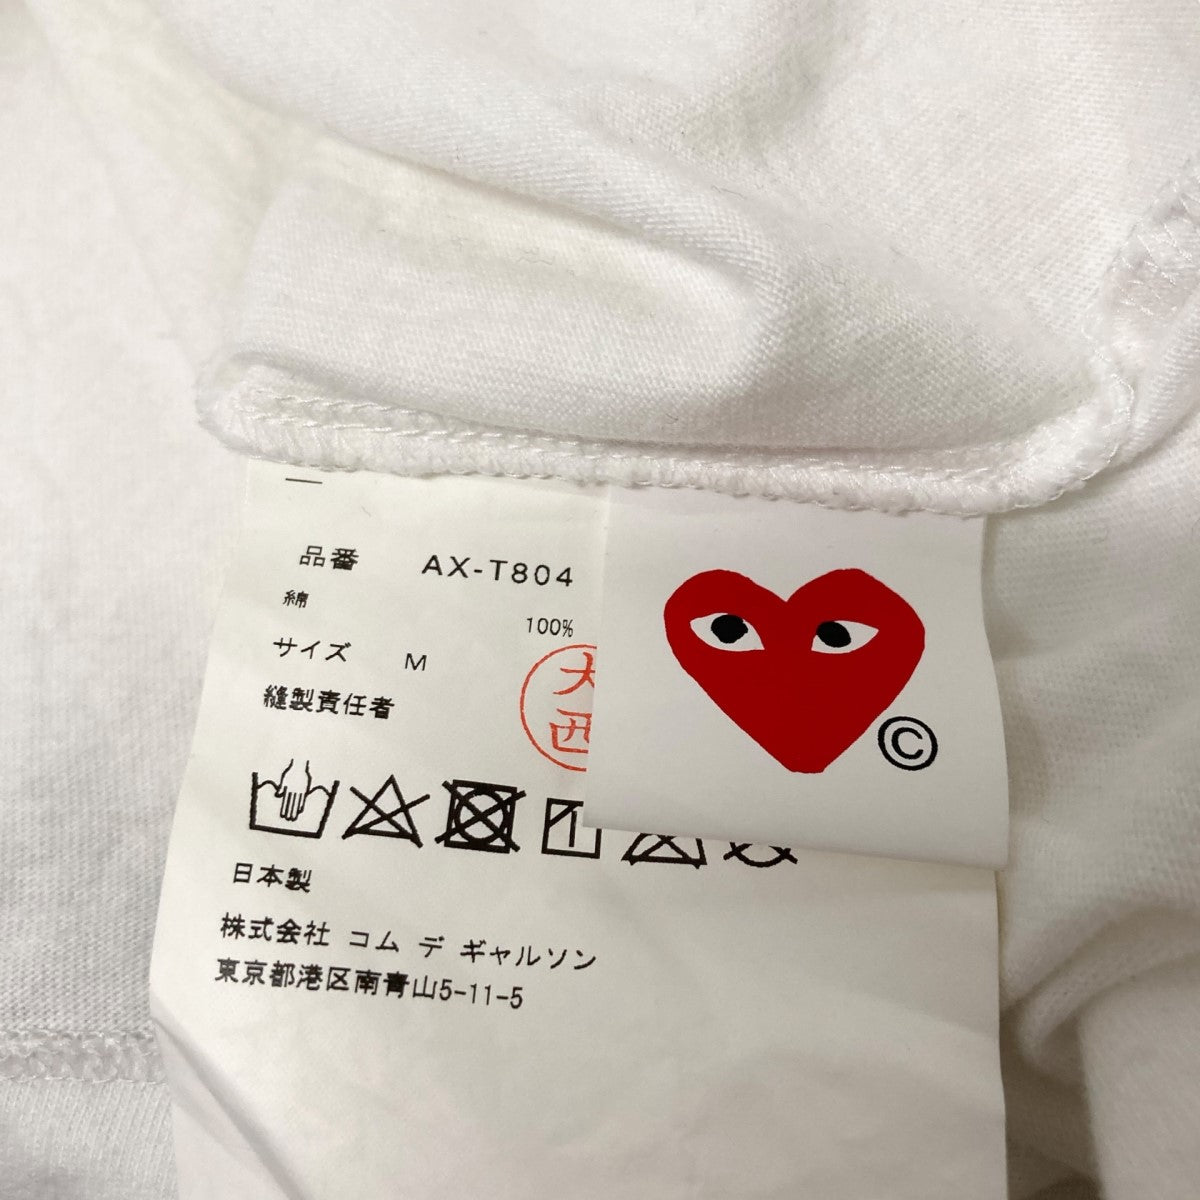 品番 AX-T804
綿 100%
サイズ M
縫製責任者
大西
©
日本製
株式会社 コム デ ギャルソン
東京都港区南青山5-11-5